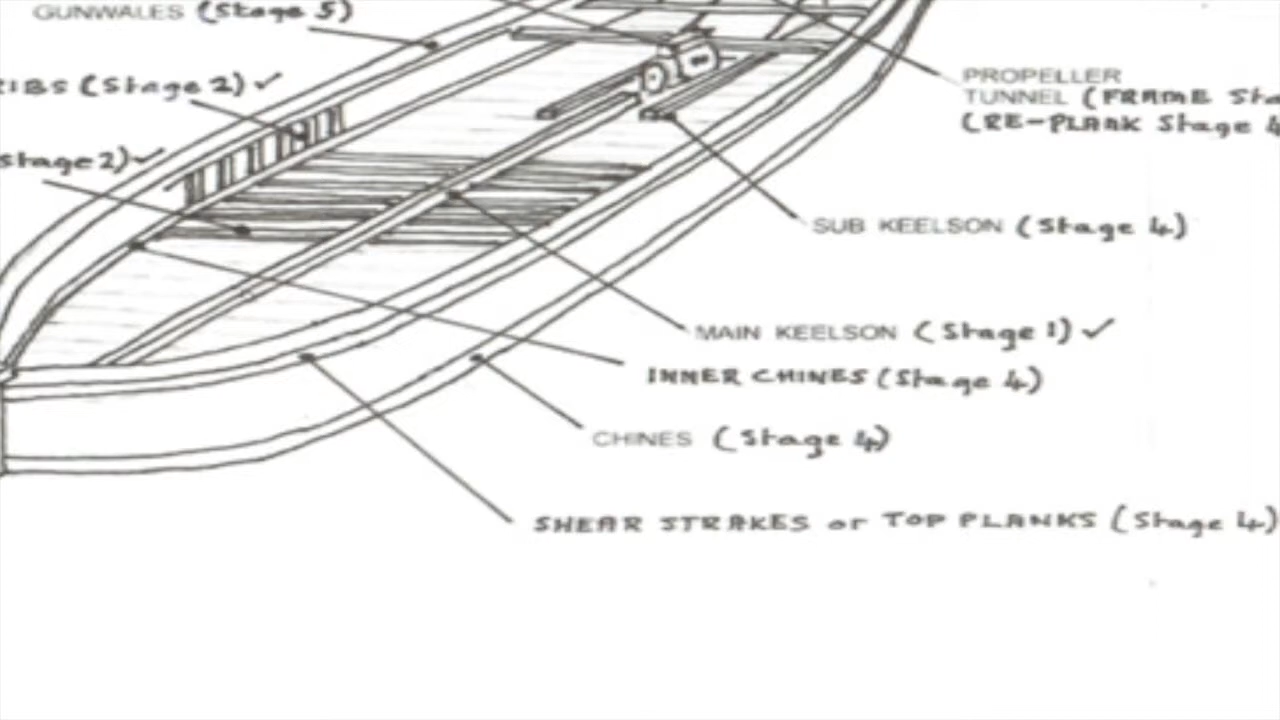 GUNWALES (Stage 5)
(Stage 2) ✓
PROPELLER
TUNNEL (FRAME
(RE-PLANK Stage 4
Stage 2) ✓
SUB KEELSON (Stage 4)
MAIN KEELSON (Stage 1) ✓
INNER CHINES (Stage 4)
CHINES (Stage 4)
SHEAR STRAKES or TOP PLANKS (Stage 4)